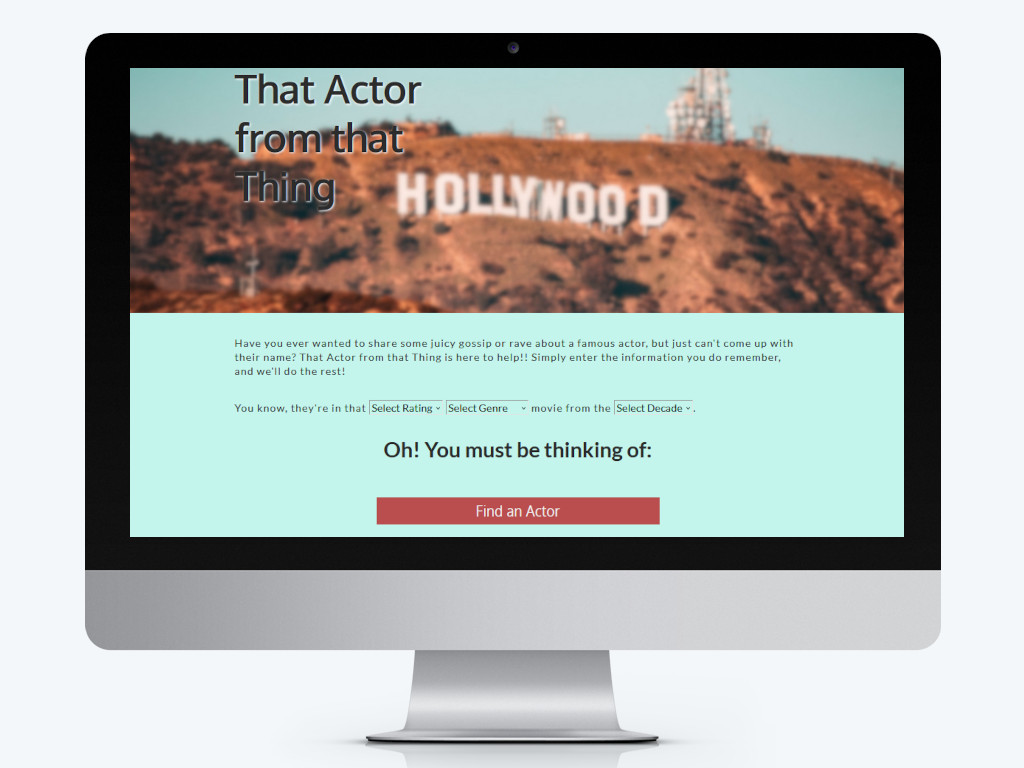 That Actor
from that
Thing
HOLLYWOOD
Have you ever wanted to share some juicy gossip or rave about a famous actor, but just can't come up with
their name? That Actor from that Thing is here to help!! Simply enter the information you do remember,
and we'll do the rest!
You know, they're in that Select Rating Select Genre movie from the Select Decade .
Oh! You must be thinking of:
Find an Actor